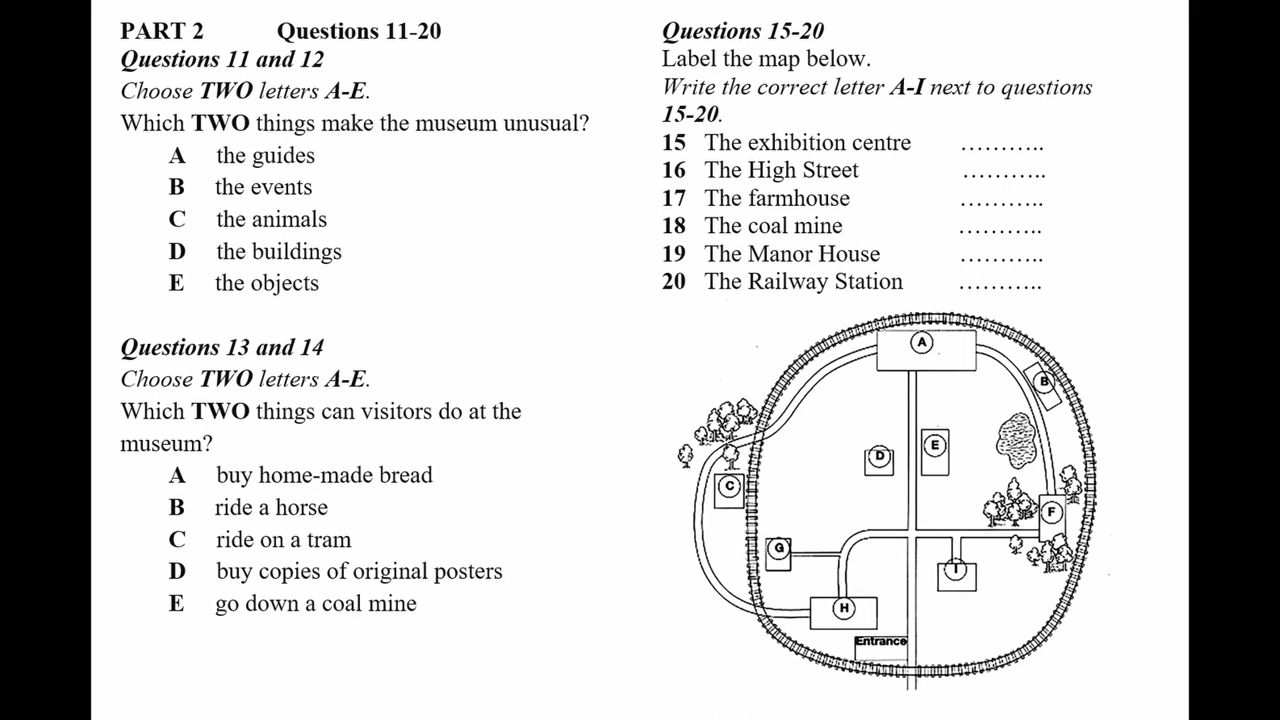 PART 2 Questions 11-20
Questions 11 and 12
Choose TWO letters A-E.
Which TWO things make the museum unusual?
A the guides
B the events
C the animals
D the buildings
E the objects
Questions 13 and 14
Choose TWO letters A-E.
Which TWO things can visitors do at the
museum?
A buy home-made bread
B ride a horse
C ride on a tram
D buy copies of original posters
E go down a coal mine
Questions 15-20
Label the map below.
Write the correct letter A-I next to questions
15-20.
15 The exhibition centre ………..
16 The High Street ………..
17 The farmhouse ………..
18 The coal mine ………..
19 The Manor House ………..
20 The Railway Station ………..
A
B
E
D
C
F
G
I
H
Entrance